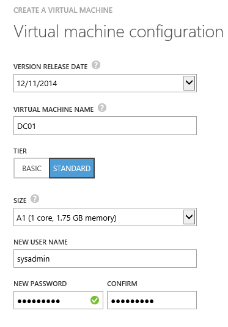 CREATE A VIRTUAL MACHINE
Virtual machine configuration
VERSION RELEASE DATE ?
12/11/2014
VIRTUAL MACHINE NAME ?
DC01
TIER
BASIC STANDARD
SIZE ?
A1 (1 core, 1.75 GB memory)
NEW USER NAME
sysadmin
NEW PASSWORD CONFIRM
●●●●●●●●● ●●●●●●●●●